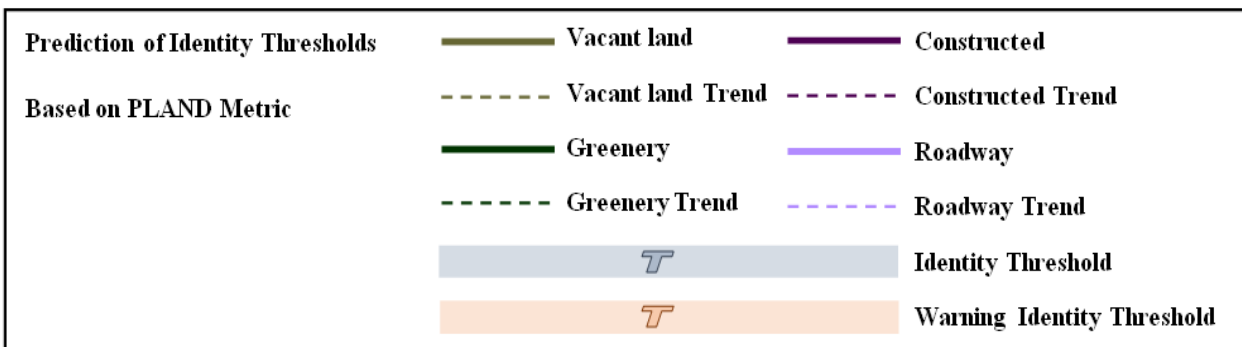 Prediction of Identity Thresholds
Based on PLAND Metric
Vacant land
Vacant land Trend
Greenery
Greenery Trend
Constructed
Constructed Trend
Roadway
Roadway Trend
T
Identity Threshold
T
Warning Identity Threshold